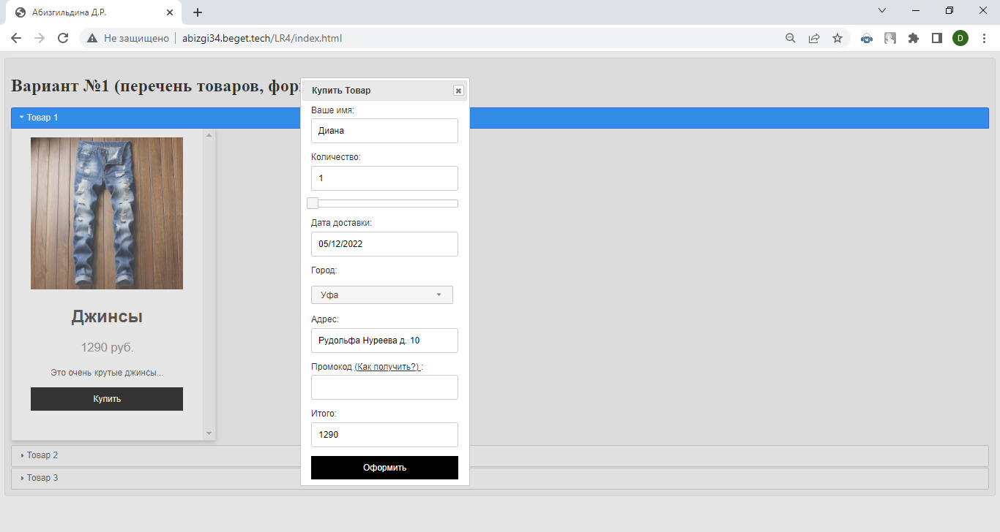 Абизгильдина Д.Р.
Не защищено
abizgi34.beget.tech/LR4/index.html
D
Вариант №1 (перечень товаров,
Товар 1
Джинсы
1290 руб.
Это очень крутые джинсы...
Купить
Товар 2
Товар 3
Купить Товар
Ваше имя:
Диана
Количество:
1
Дата доставки:
05/12/2022
Город:
Уфа
Адрес:
Рудольфа Нуреева д. 10
Промокод (Как получить?) :
Итого:
1290
Оформить